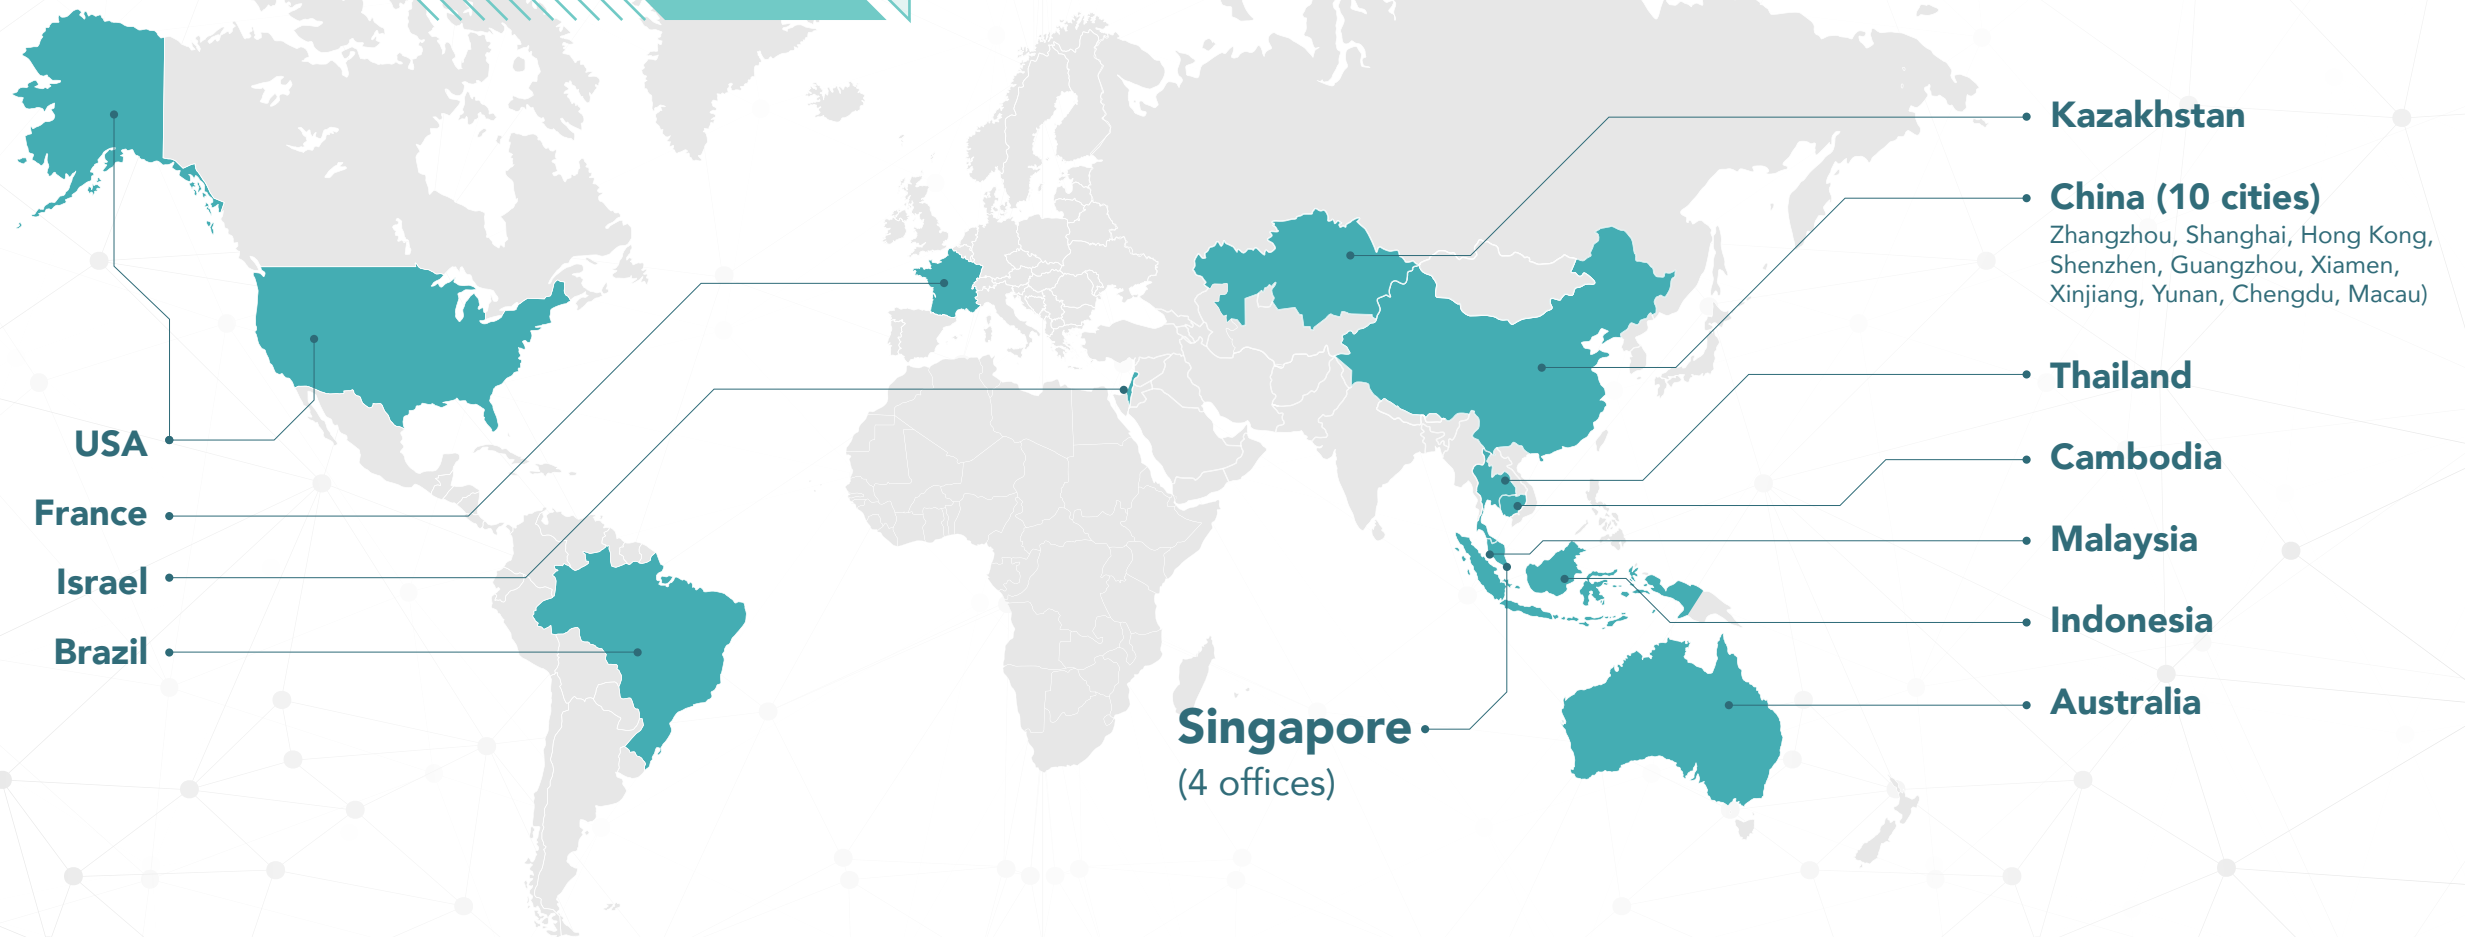 USA
France
Israel
Brazil
Singapore
(4 offices)
Kazakhstan
China (10 cities)
Zhangzhou, Shanghai, Hong Kong,
Shenzhen, Guangzhou, Xiamen,
Xinjiang, Yunan, Chengdu, Macau)
Thailand
Cambodia
Malaysia
Indonesia
Australia